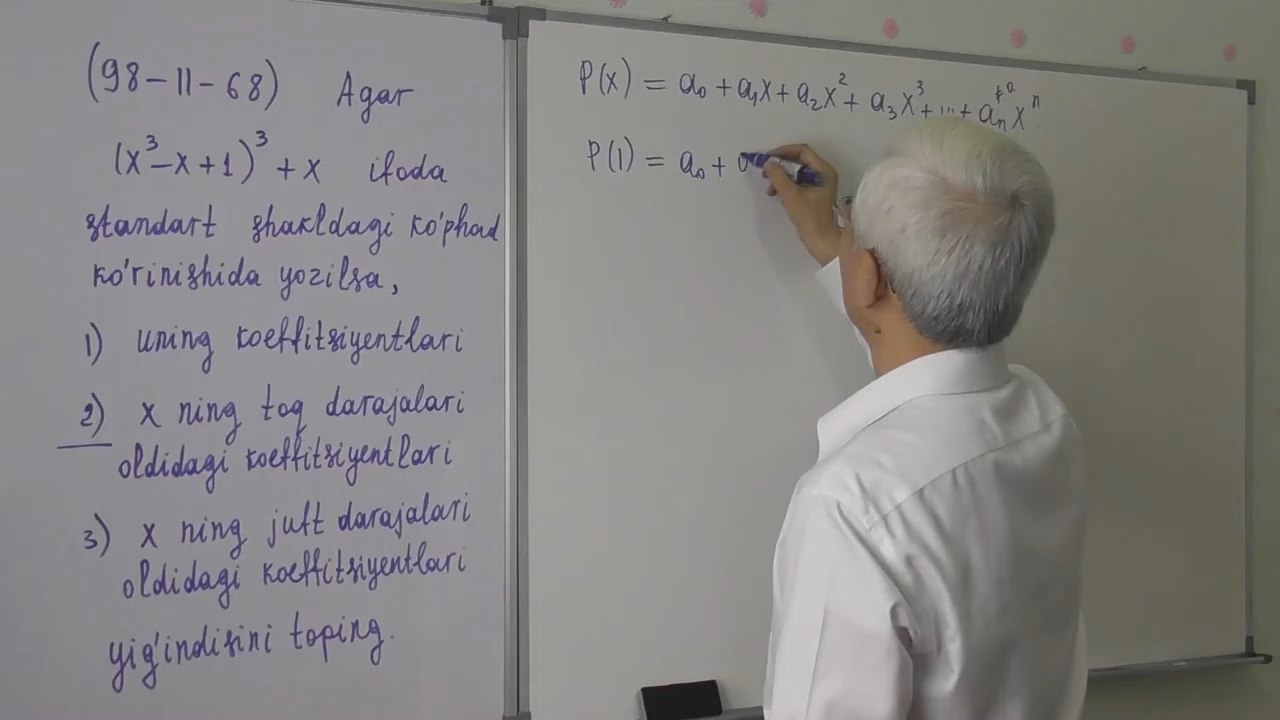 (98-11-68) Agar
(x³-x+1)³+x ifoda
standart shakldagi ko'phad
ko'rinishida yozilsa,
1) uning koeffitsiyentlari
2) x ning toq darajalari
oldidagi koeffitsiyentlari
3) x ning juft darajalari
oldidagi koeffitsiyentlari
yig'indisini toping.
P(x) = a₀ + a₁x + a₂x² + a₃x³ + ... + aₙxⁿ
P(1) = a₀ +